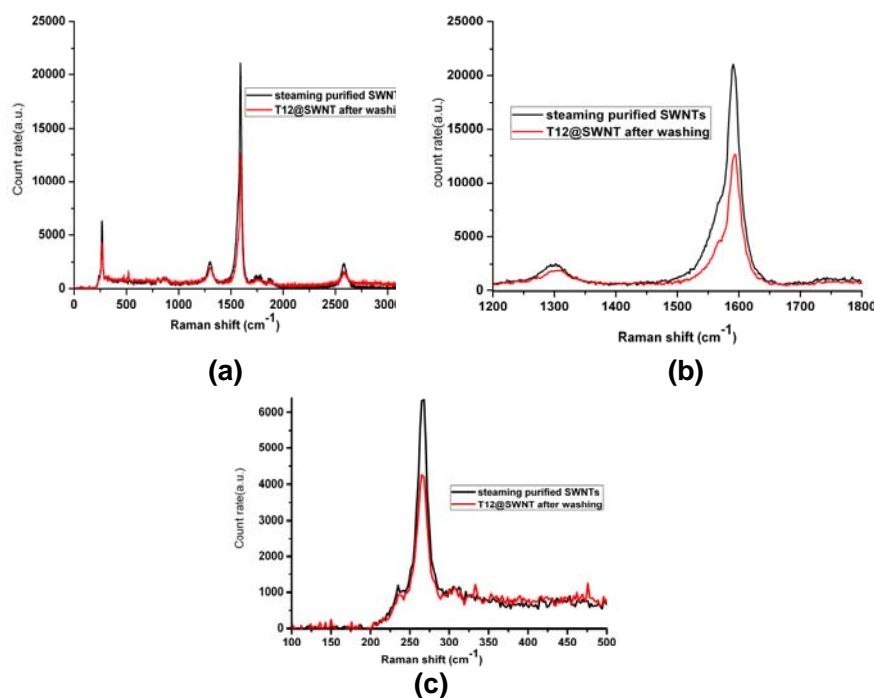 25000
20000
15000
10000
5000
0
Count rate(a.u.)
steaming purified SWNT
T12@SWNT after washi
0 500 1000 1500 2000 2500 3000
Raman shift (cm⁻¹)
(a)
25000
20000
15000
10000
5000
0
count rate(a.u.)
steaming purified SWNTs
T12@SWNT after washing
1200 1300 1400 1500 1600 1700 1800
Raman shift (cm⁻¹)
(b)
6000
5000
4000
3000
2000
1000
0
Count rate(a.u.)
steaming purified SWNTs
T12@SWNT after washing
100 150 200 250 300 350 400 450 500
Raman shift (cm⁻¹)
(c)